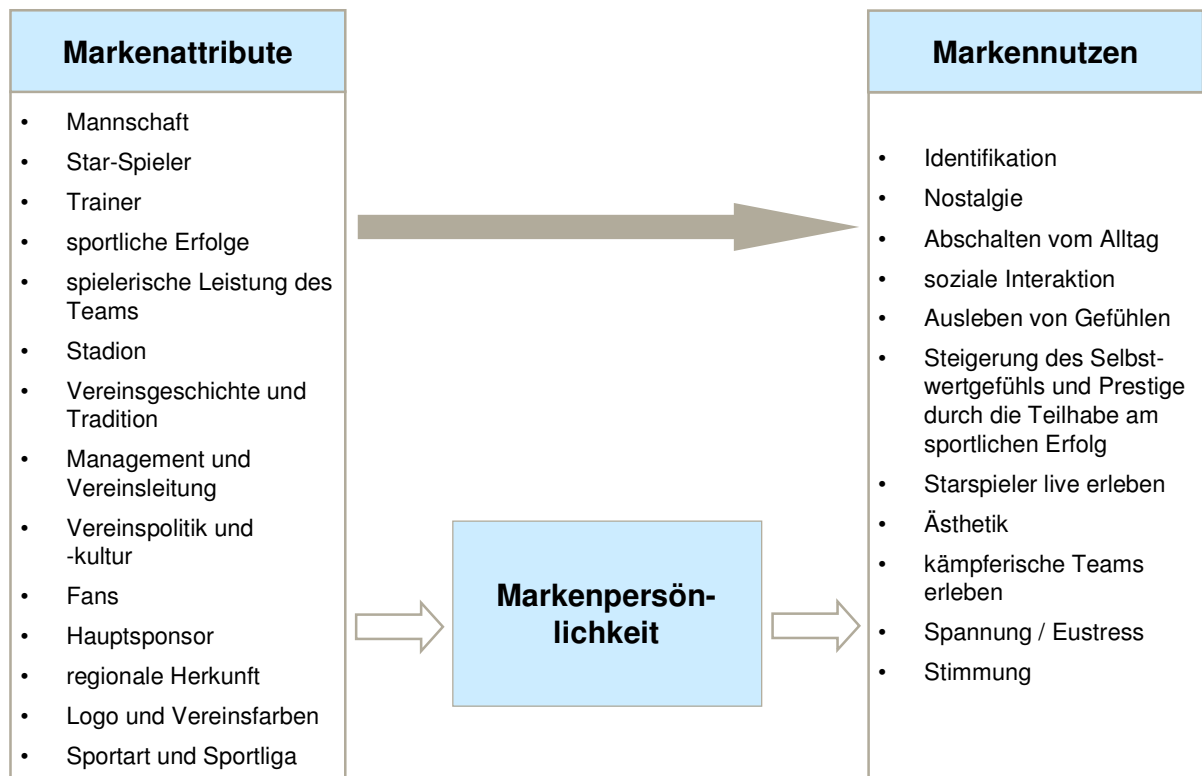 Markenattribute
• Mannschaft
• Star-Spieler
• Trainer
• sportliche Erfolge
• spielerische Leistung des
Teams
• Stadion
• Vereinsgeschichte und
Tradition
• Management und
Vereinsleitung
• Vereinspolitik und
-kultur
• Fans
• Hauptsponsor
• regionale Herkunft
• Logo und Vereinsfarben
• Sportart und Sportliga
Markenpersön-
lichkeit
Markennutzen
• Identifikation
• Nostalgie
• Abschalten vom Alltag
• soziale Interaktion
• Ausleben von Gefühlen
• Steigerung des Selbst-
wertgefühls und Prestige
durch die Teilhabe am
sportlichen Erfolg
• Starspieler live erleben
• Ästhetik
• kämpferische Teams
erleben
• Spannung / Eustress
• Stimmung